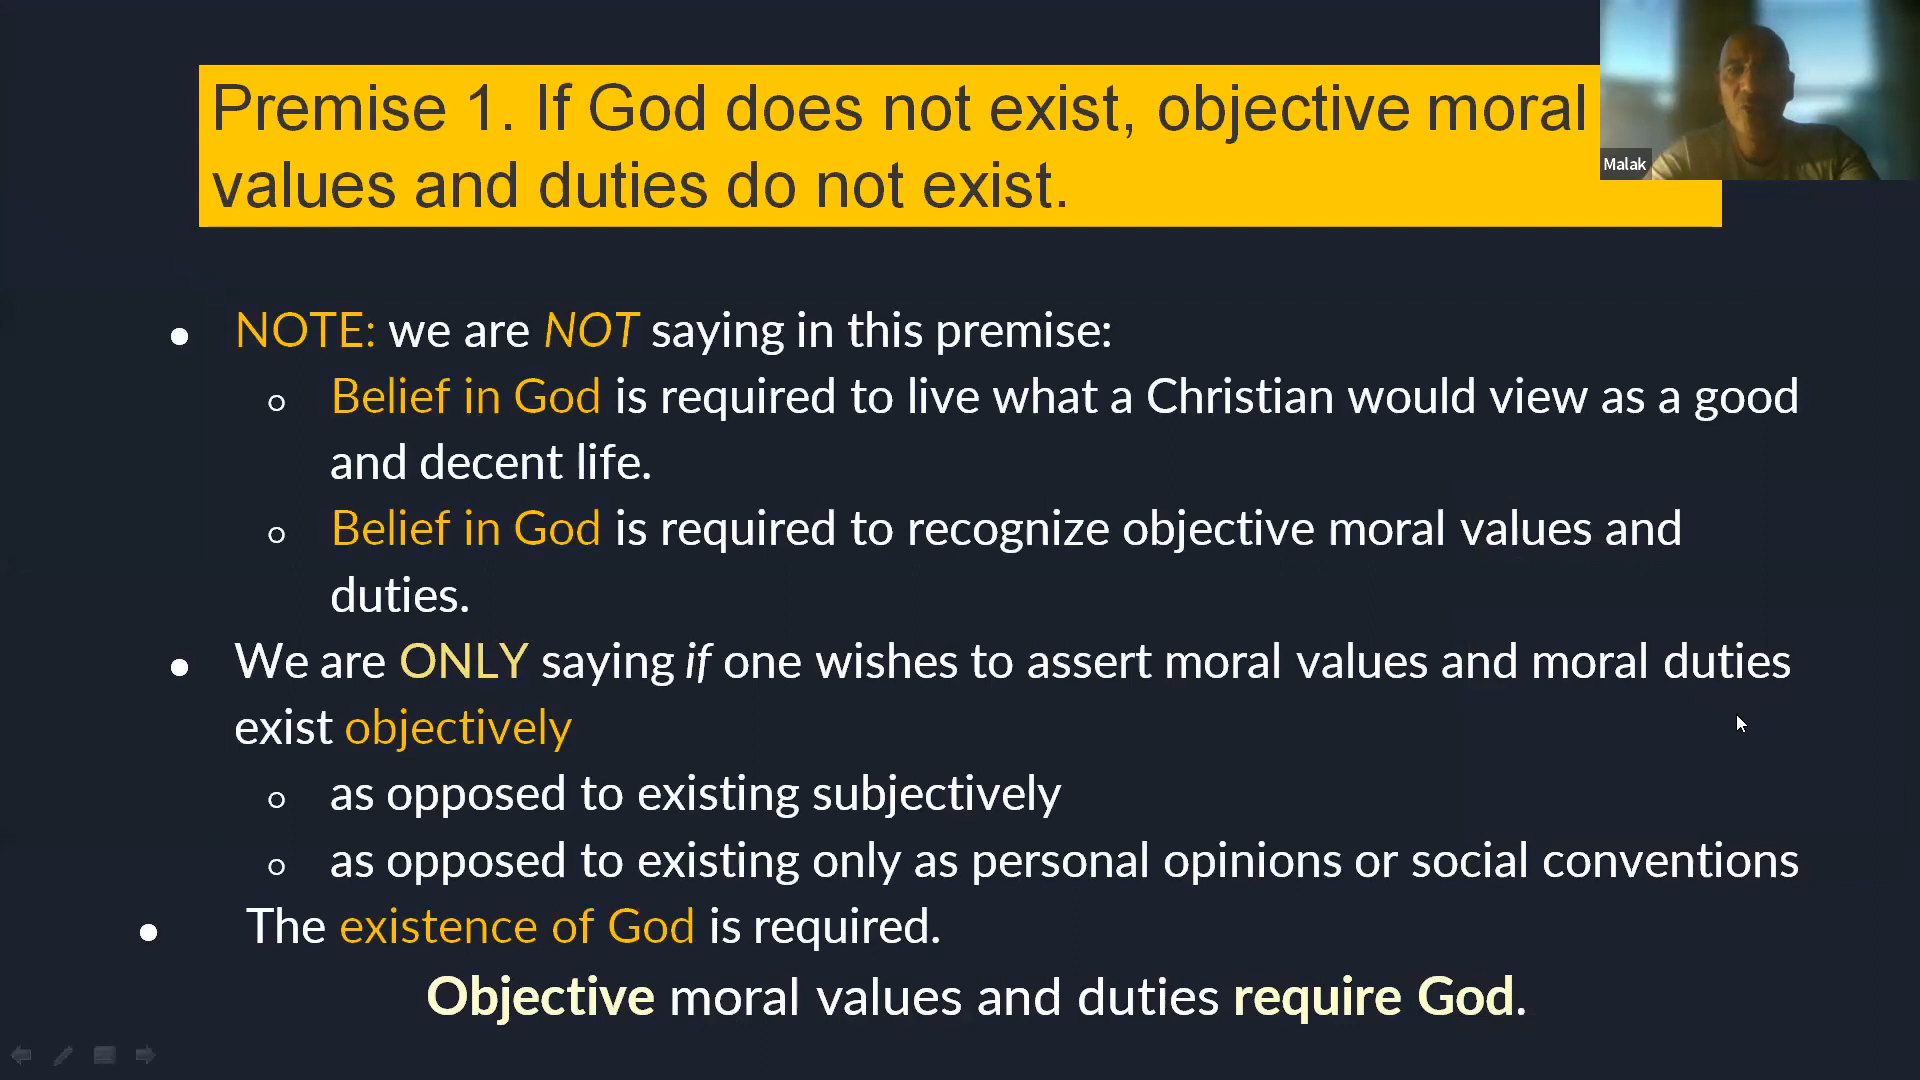 Premise 1. If God does not exist, objective moral
values and duties do not exist.
Malak
NOTE: we are NOT saying in this premise:
Belief in God is required to live what a Christian would view as a good
and decent life.
Belief in God is required to recognize objective moral values and
duties.
We are ONLY saying if one wishes to assert moral values and moral duties
exist objectively
as opposed to existing subjectively
as opposed to existing only as personal opinions or social conventions
The existence of God is required.
Objective moral values and duties require God.